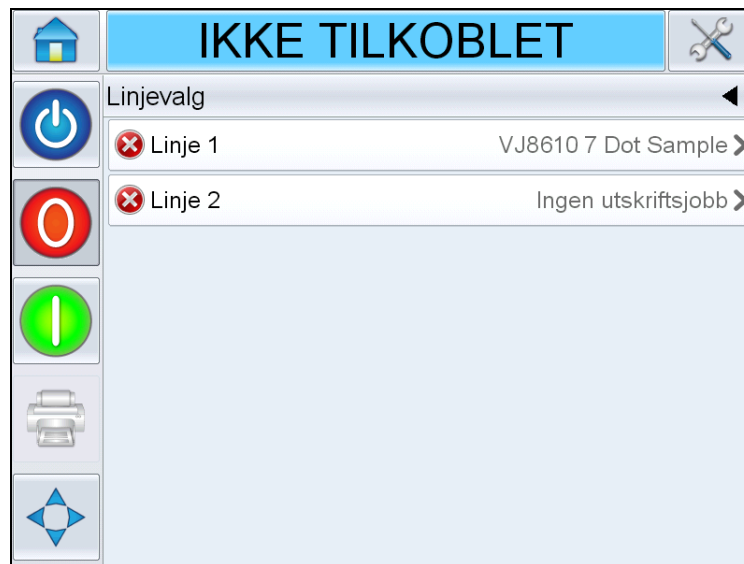 IKKE TILKOBLET
Linjevalg
Linje 1 VJ8610 7 Dot Sample
Linje 2 Ingen utskriftsjobb